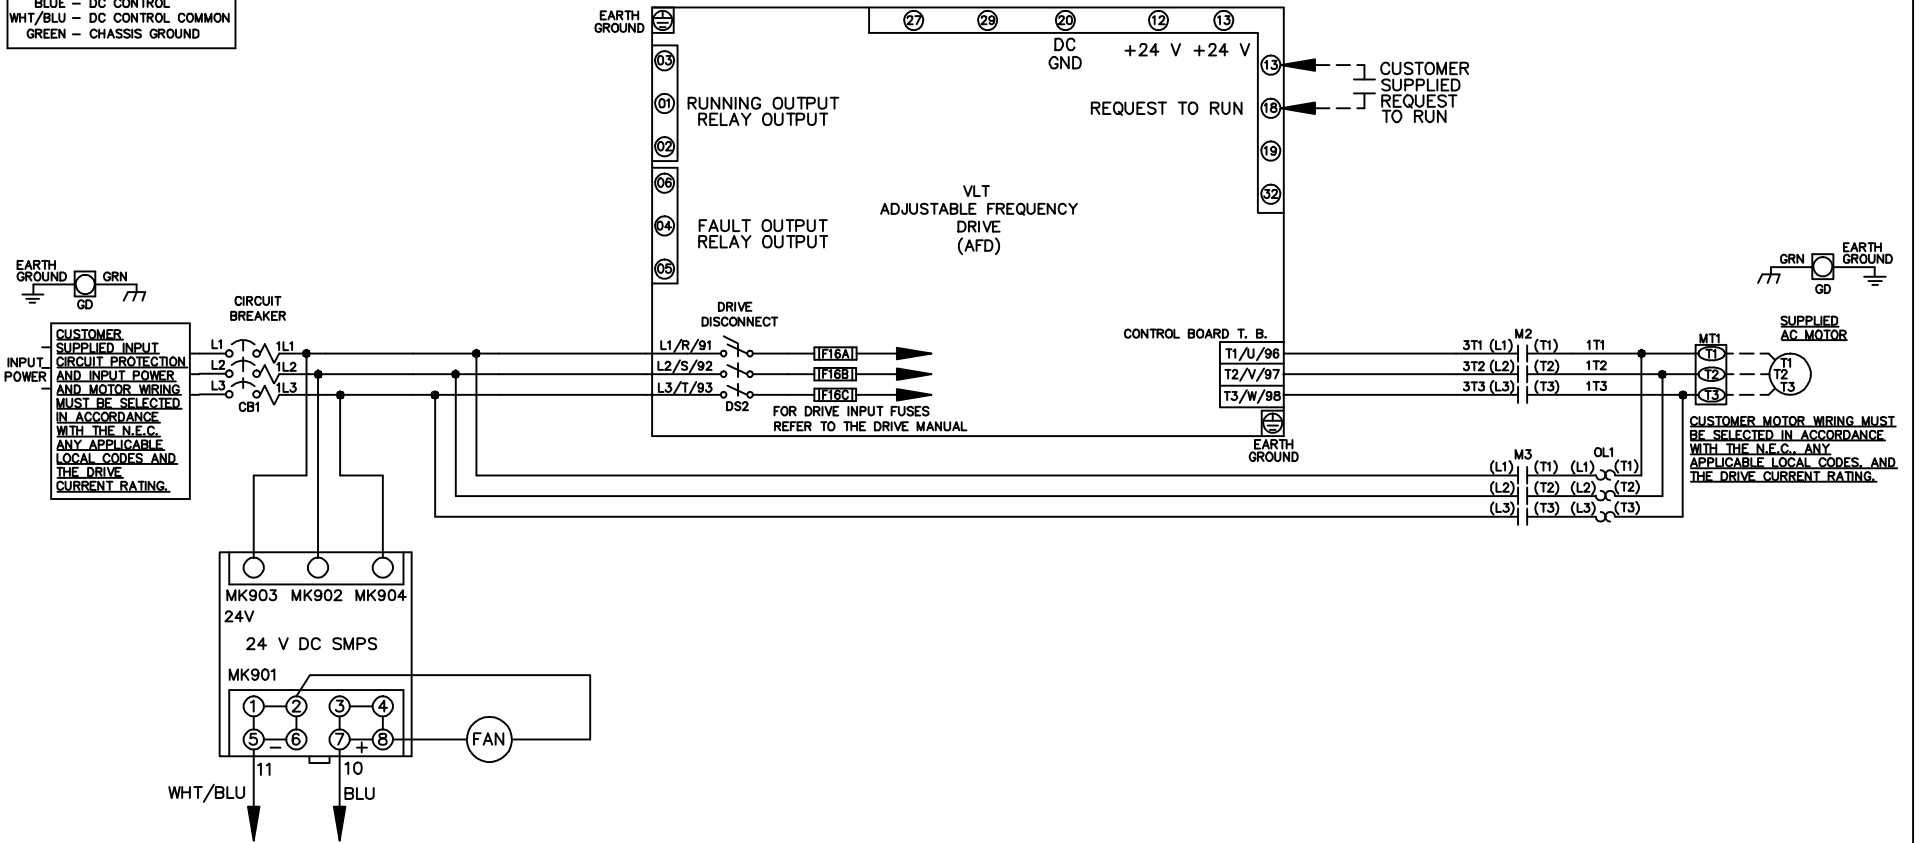 BLUE – DC CONTROL
WHT/BLU – DC CONTROL COMMON
GREEN – CHASSIS GROUND
EARTH
GROUND
27 29 20 12 13
DC
GND
+24 V +24 V
03
01
02
RUNNING OUTPUT
RELAY OUTPUT
06
04
05
FAULT OUTPUT
RELAY OUTPUT
13
18
19
32
REQUEST TO RUN
CUSTOMER
SUPPLIED
REQUEST
TO RUN
VLT
ADJUSTABLE FREQUENCY
DRIVE
(AFD)
EARTH
GROUND
GRN
GD
CIRCUIT
BREAKER
INPUT
POWER
CUSTOMER
SUPPLIED INPUT
CIRCUIT PROTECTION
AND INPUT POWER
AND MOTOR WIRING
MUST BE SELECTED
IN ACCORDANCE
WITH THE N.E.C.
ANY APPLICABLE
LOCAL CODES AND
THE DRIVE
CURRENT RATING.
L1 1L1
L2 1L2
L3 1L3
CB1
DRIVE
DISCONNECT
L1/R/91
L2/S/92
L3/T/93
DS2
F16A
F16B
F16C
FOR DRIVE INPUT FUSES
REFER TO THE DRIVE MANUAL
CONTROL BOARD T. B.
T1/U/96
T2/V/97
T3/W/98
EARTH
GROUND
M2
3T1 (L1) (T1) 1T1
3T2 (L2) (T2) 1T2
3T3 (L3) (T3) 1T3
M3 OL1
(L1) (T1) (L1) (T1)
(L2) (T2) (L2) (T2)
(L3) (T3) (L3) (T3)
GRN
EARTH
GROUND
GD
SUPPLIED
AC MOTOR
MT1
T1
T2
T3
T1
T2
T3
CUSTOMER MOTOR WIRING MUST
BE SELECTED IN ACCORDANCE
WITH THE N.E.C., ANY
APPLICABLE LOCAL CODES, AND
THE DRIVE CURRENT RATING.
MK903 MK902 MK904
24V
24 V DC SMPS
MK901
1 2 3 4
5 – 6 7 + 8
FAN
11 10
WHT/BLU BLU